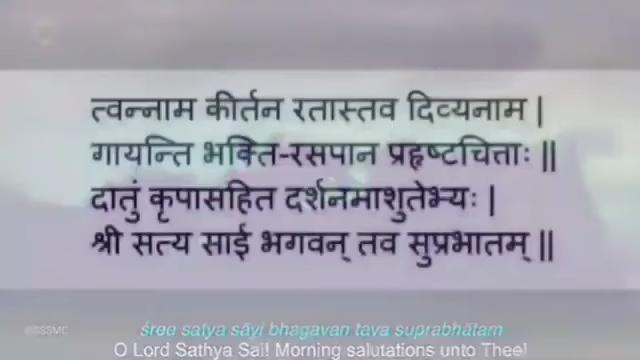 त्वन्नाम कीर्तन रतास्तव दिव्यनाम |
गायन्ति भक्ति-रसपान प्रहृष्टचित्ताः ||
दातुं कृपासहित दर्शनमाशुतेभ्यः |
श्री सत्य साई भगवन् तव सुप्रभातम् ||
@SSSMC
śree satya sāyi bhagavan tava suprabhātam
O Lord Sathya Sai! Morning salutations unto Thee!